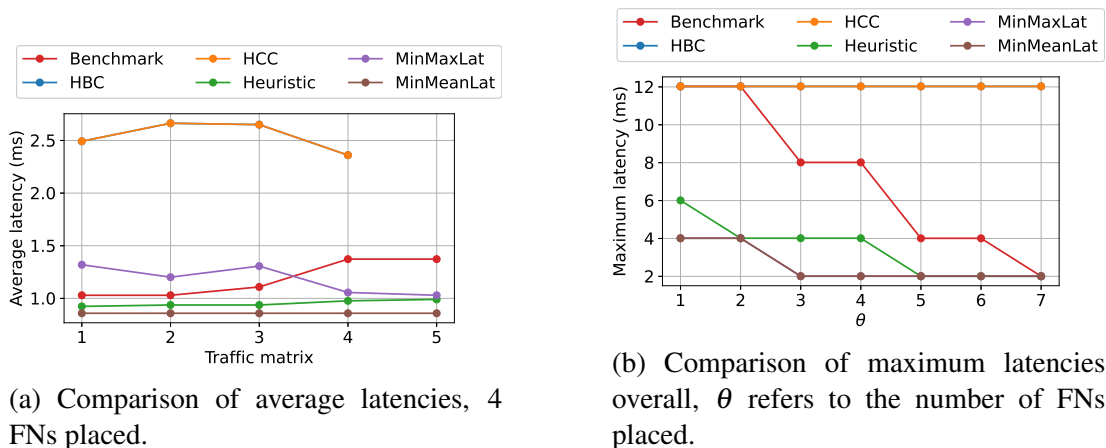 Benchmark HCC MinMaxLat
HBC Heuristic MinMeanLat
Average latency (ms)
2.5
2.0
1.5
1.0
1 2 3 4 5
Traffic matrix
(a) Comparison of average latencies, 4
FNs placed.
Benchmark HCC MinMaxLat
HBC Heuristic MinMeanLat
Maximum latency (ms)
12
10
8
6
4
2
1 2 3 4 5 6 7
θ
(b) Comparison of maximum latencies
overall, θ refers to the number of FNs
placed.